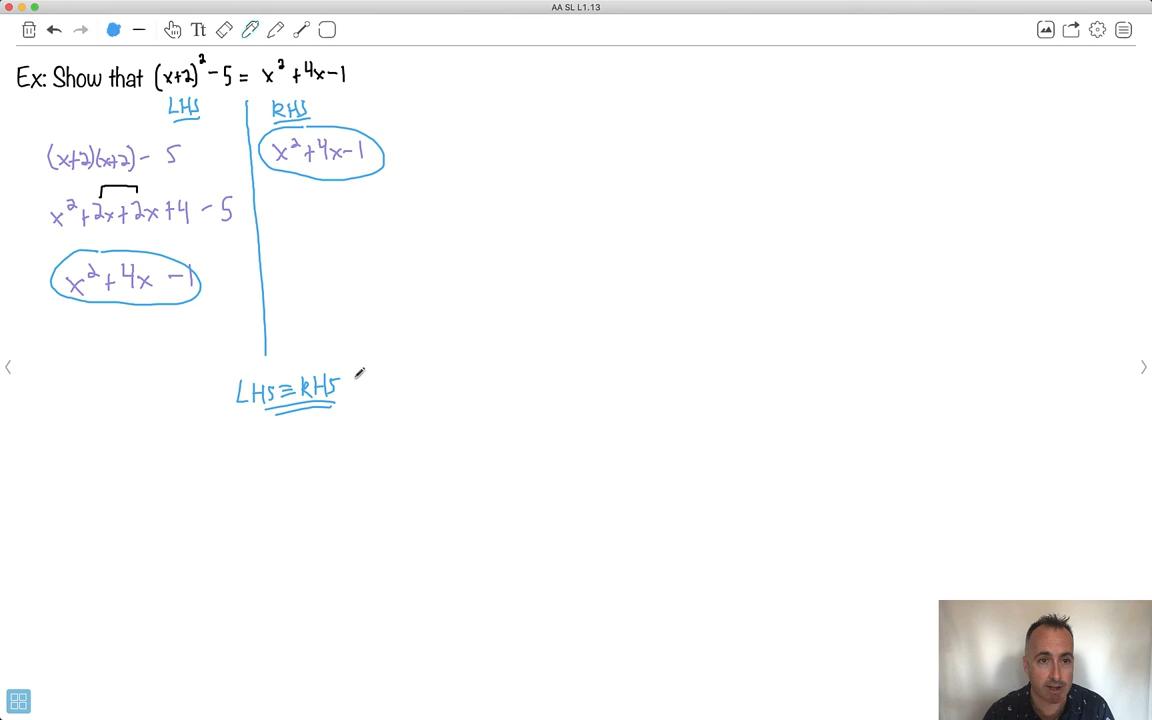 AA SL L1.13
Tt
Ex: Show that (x+2)² - 5 = x² + 4x - 1
LHS
RHS
(x+2)(x+2) - 5
x² + 4x - 1
x² + 2x + 2x + 4 - 5
x² + 4x - 1
LHS ≡ RHS